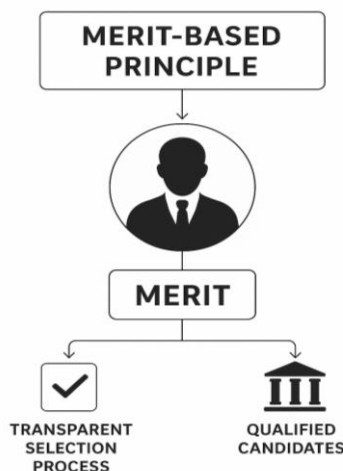 MERIT-BASED
PRINCIPLE
MERIT
TRANSPARENT
SELECTION
PROCESS
QUALIFIED
CANDIDATES